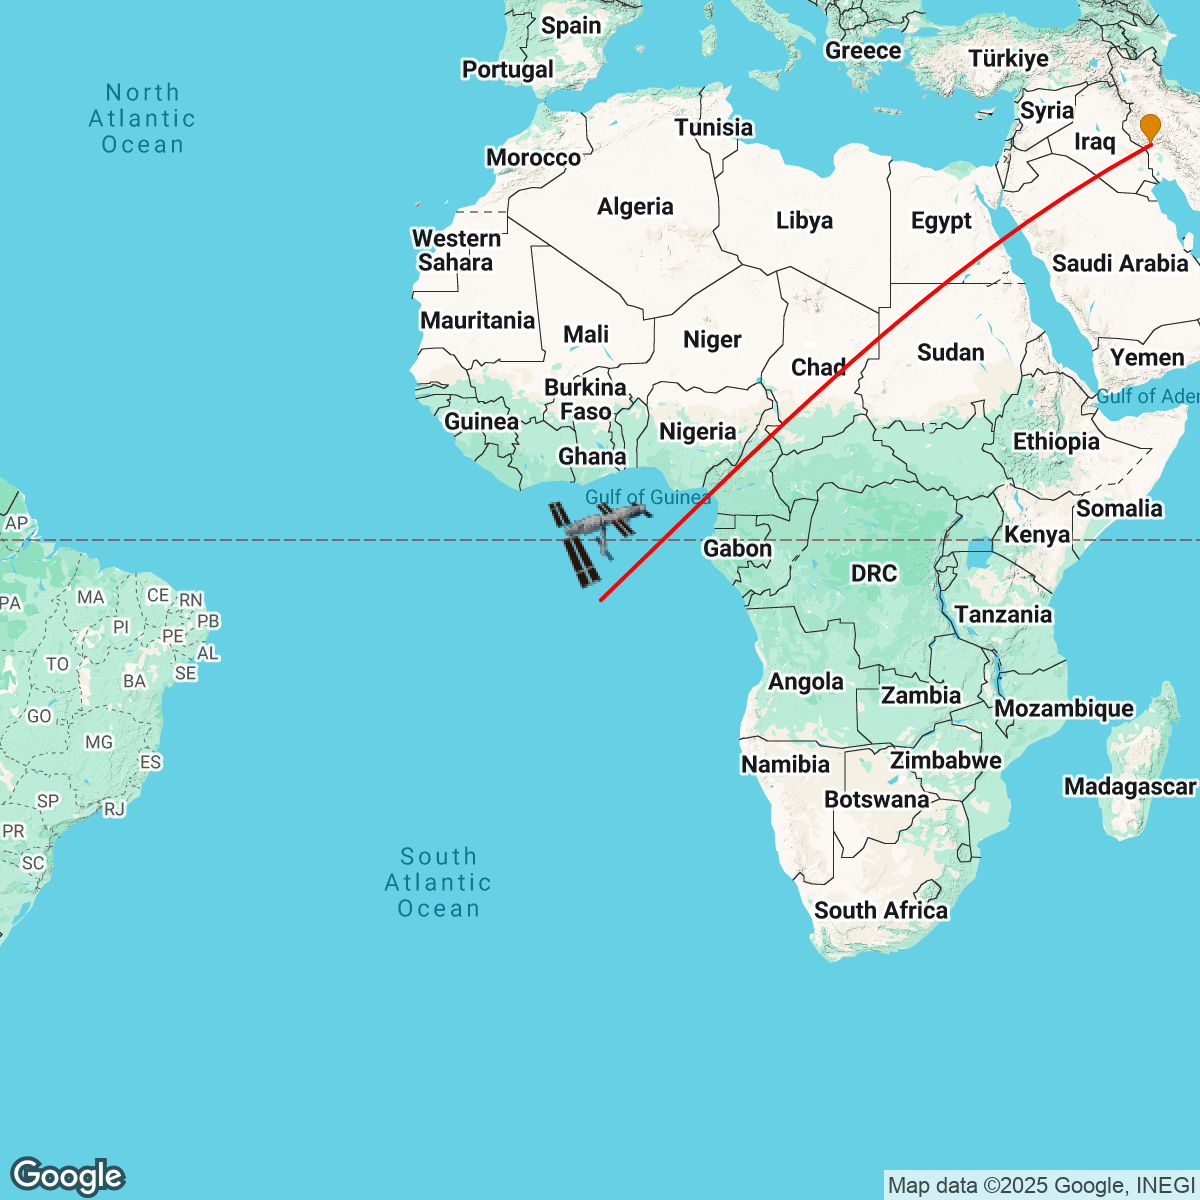 Spain
Portugal
Greece
Türkiye
North
Atlantic
Ocean
Syria
Iraq
Tunisia
Morocco
Algeria
Libya
Egypt
Western
Sahara
Saudi Arabia
Mauritania
Mali
Niger
Chad
Sudan
Yemen
Gulf of Aden
Burkina
Faso
Guinea
Nigeria
Ghana
Ethiopia
Gulf of Guinea
Somalia
AP
Kenya
Gabon
DRC
PA
MA
CE
RN
PI
PE
PB
AL
Tanzania
TO
BA
SE
Angola
Zambia
Mozambique
GO
MG
ES
Namibia
Zimbabwe
Madagascar
Botswana
SP
RJ
PR
SC
South
Atlantic
Ocean
South Africa
Google
Map data ©2025 Google, INEGI